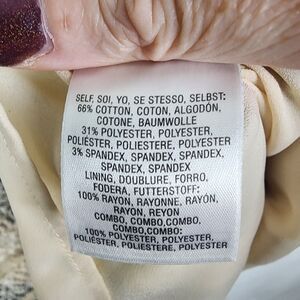 SELF, SOI, YO, SE STESSO, SELBST:
66% COTTON, COTON, ALGODÓN,
COTONE, BAUMWOLLE
31% POLYESTER, POLYESTER,
POLIÉSTER, POLIESTERE, POLYESTER
3% SPANDEX, SPANDEX, SPANDEX,
SPANDEX, SPANDEX
LINING, DOUBLURE, FORRO,
FODERA, FUTTERSTOFF:
100% RAYON, RAYONNE, RAYÓN,
RAYON, REYON
COMBO, COMBO,COMBO,
COMBO,COMBO:
100% POLYESTER, POLYESTER,
POLIÉSTER, POLIESTERE, POLYESTER